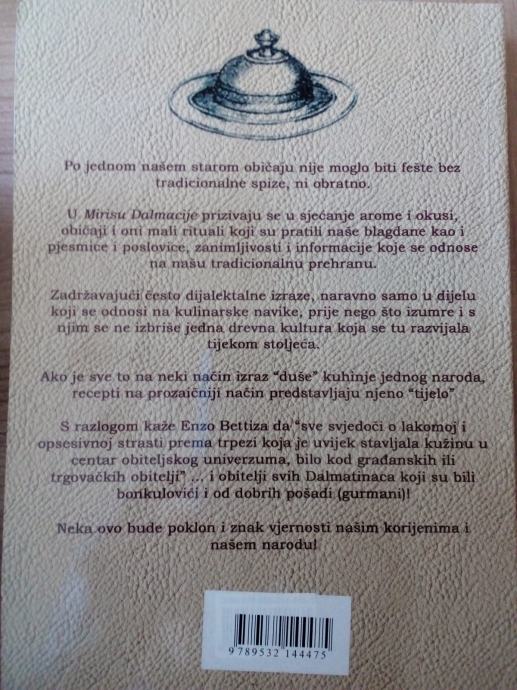 Po jednom našem starom običaju nije moglo biti fešte bez
tradicionalne spize, ni obratno.
U Mirisu Dalmacije prizivaju se u sjećanje arome i okusi,
običaji i oni mali rituali koji su pratili naše blagdane kao i
pjesmice i poslovice, zanimljivosti i informacije koje se odnose
na našu tradicionalnu prehranu.
Zadržavajući često dijalektalne izraze, naravno samo u dijelu
koji se odnosi na kulinarske navike, prije nego što izumre i s
njim se ne izbriše jedna drevna kultura koja se tu razvijala
tijekom stoljeća.
Ako je sve to na neki način izraz “duše” kuhinje jednog naroda,
recepti na prozaičniji način predstavljaju njeno “tijelo”
S razlogom kaže Enzo Bettiza da “sve svjedoči o lakomoj i
opsesivnoj strasti prema trpezi koja je uvijek stavljala kužinu u
centar obiteljskog univerzuma, bilo kod građanskih ili
trgovačkih obitelji” ... i obitelji svih Dalmatinaca koji su bili
bonkulovići i od dobrih pošadi (gurmani)!
Neka ovo bude poklon i znak vjernosti našim korijenima i
našem narodu!
9 789532 144475